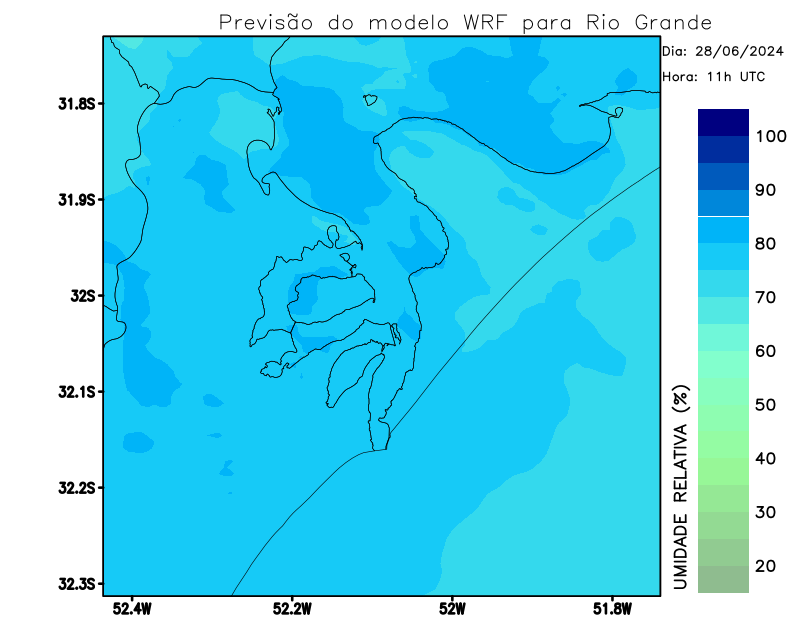 Previsão do modelo WRF para Rio Grande
Dia: 28/06/2024
Hora: 11h UTC
31.8S
31.9S
32S
32.1S
32.2S
32.3S
52.4W
52.2W
52W
51.8W
100
90
80
70
60
50
40
30
20
UMIDADE RELATIVA (%)